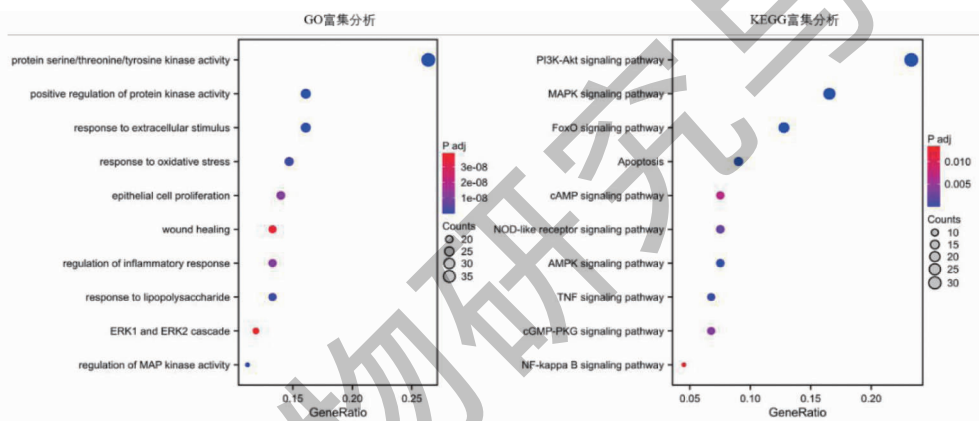 GO富集分析
protein serine/threonine/tyrosine kinase activity
positive regulation of protein kinase activity
response to extracellular stimulus
response to oxidative stress
epithelial cell proliferation
wound healing
regulation of inflammatory response
response to lipopolysaccharide
ERK1 and ERK2 cascade
regulation of MAP kinase activity
0.15 0.20 0.25
GeneRatio
P adj
3e-08
2e-08
1e-08
Counts
20
25
30
35
KEGG富集分析
PI3K-Akt signaling pathway
MAPK signaling pathway
FoxO signaling pathway
Apoptosis
cAMP signaling pathway
NOD-like receptor signaling pathway
AMPK signaling pathway
TNF signaling pathway
cGMP-PKG signaling pathway
NF-kappa B signaling pathway
0.05 0.10 0.15 0.20
GeneRatio
P adj
0.010
0.005
Counts
10
15
20
25
30
物研究与